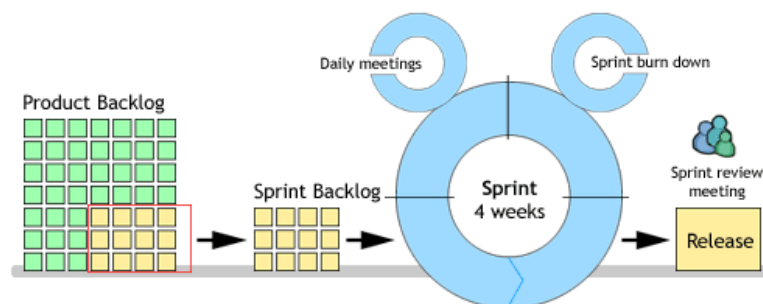 Daily meetings
Sprint burn down
Product Backlog
Sprint Backlog
Sprint
4 weeks
Sprint review
meeting
Release